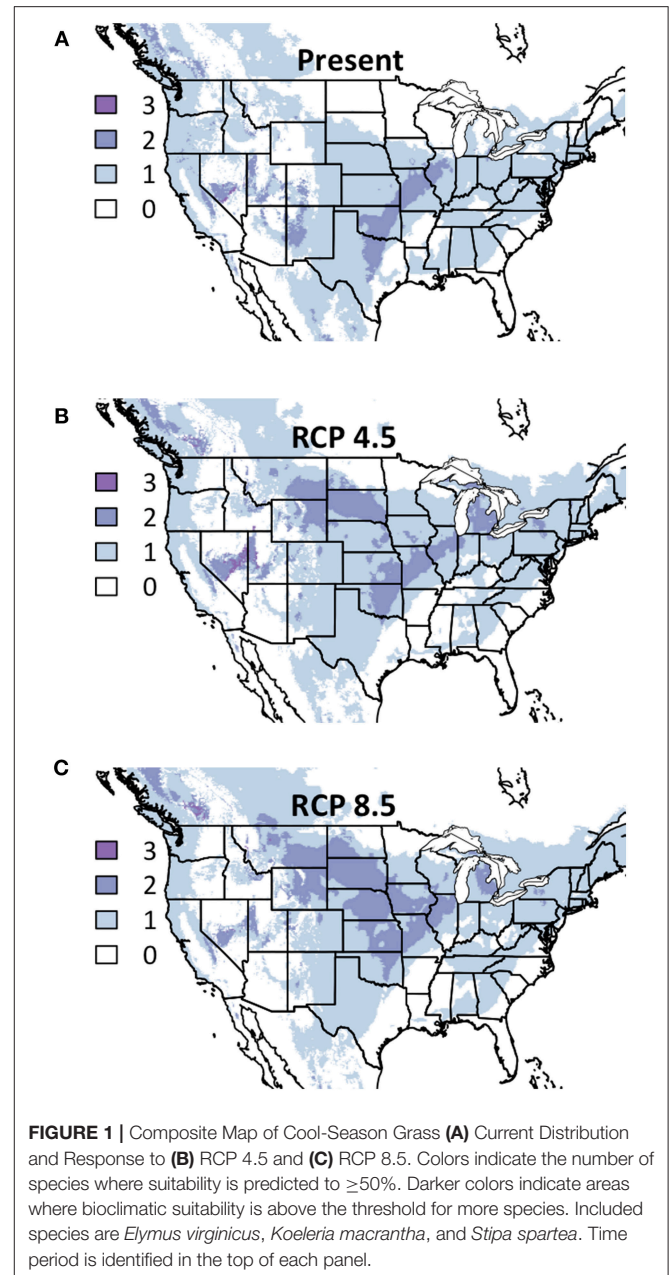 A
Present
3
2
1
0
B
RCP 4.5
3
2
1
0
C
RCP 8.5
3
2
1
0
FIGURE 1 | Composite Map of Cool-Season Grass (A) Current Distribution
and Response to (B) RCP 4.5 and (C) RCP 8.5. Colors indicate the number of
species where suitability is predicted to ≥50%. Darker colors indicate areas
where bioclimatic suitability is above the threshold for more species. Included
species are Elymus virginicus, Koeleria macrantha, and Stipa spartea. Time
period is identified in the top of each panel.